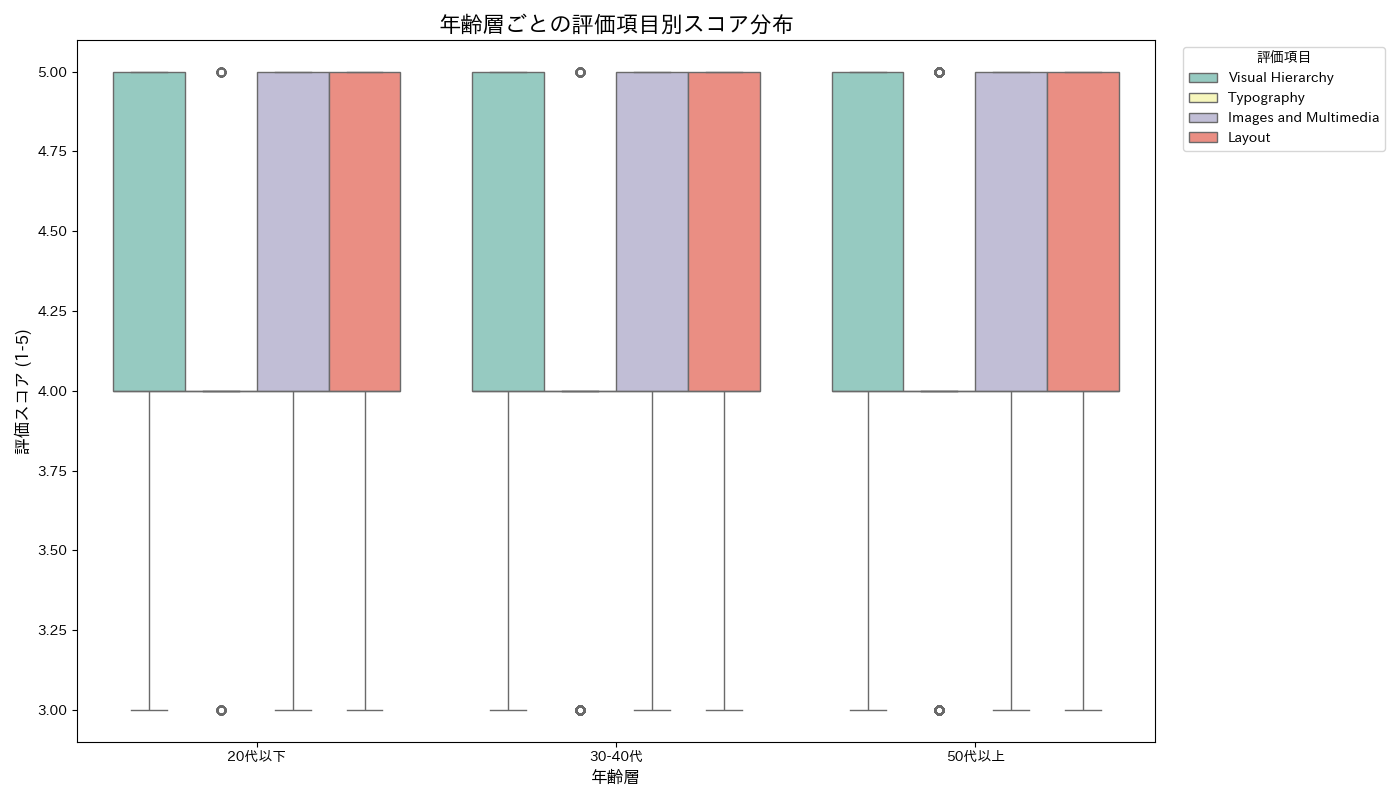 年齢層ごとの評価項目別スコア分布
評価スコア (1-5)
5.00
4.75
4.50
4.25
4.00
3.75
3.50
3.25
3.00
20代以下
30-40代
50代以上
年齢層
評価項目
Visual Hierarchy
Typography
Images and Multimedia
Layout